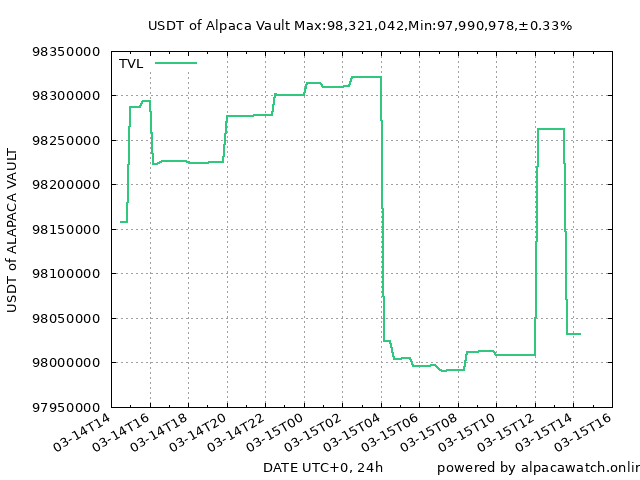 USDT of Alpaca Vault Max:98,321,042,Min:97,990,978,±0.33%
TVL
98350000
98300000
98250000
98200000
98150000
98100000
98050000
98000000
97950000
USDT of ALAPACA VAULT
03-14T14
03-14T16
03-14T18
03-14T20
03-14T22
03-15T00
03-15T02
03-15T04
03-15T06
03-15T08
03-15T10
03-15T12
03-15T14
03-15T16
DATE UTC+0, 24h
powered by alpacawatch.onlin